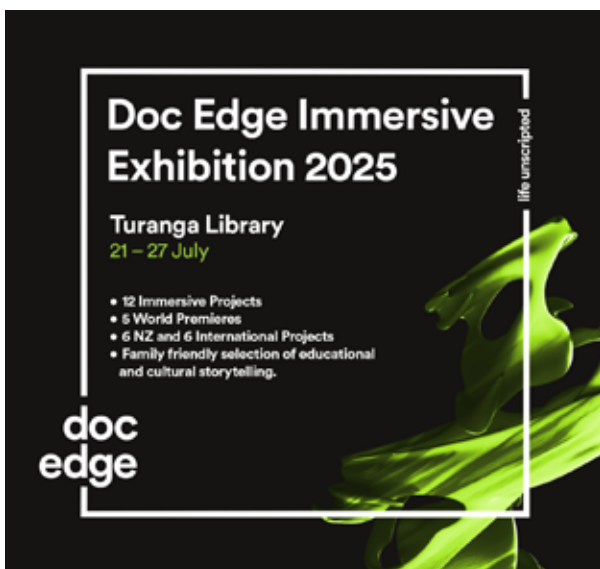 Doc Edge Immersive
Exhibition 2025
life unscripted
Turanga Library
21 – 27 July
• 12 Immersive Projects
• 5 World Premieres
• 6 NZ and 6 International Projects
• Family friendly selection of educational
and cultural storytelling.
doc
edge